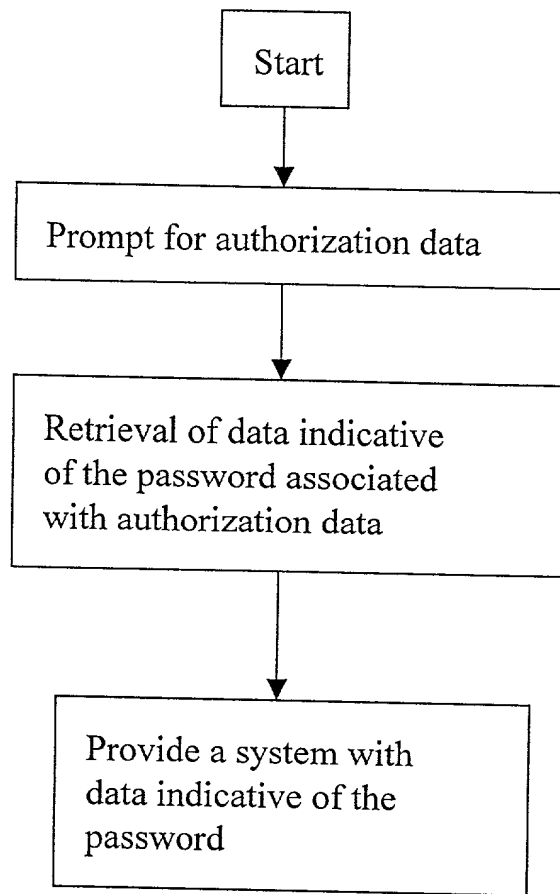 Start
Prompt for authorization data
Retrieval of data indicative
of the password associated
with authorization data
Provide a system with
data indicative of the
password